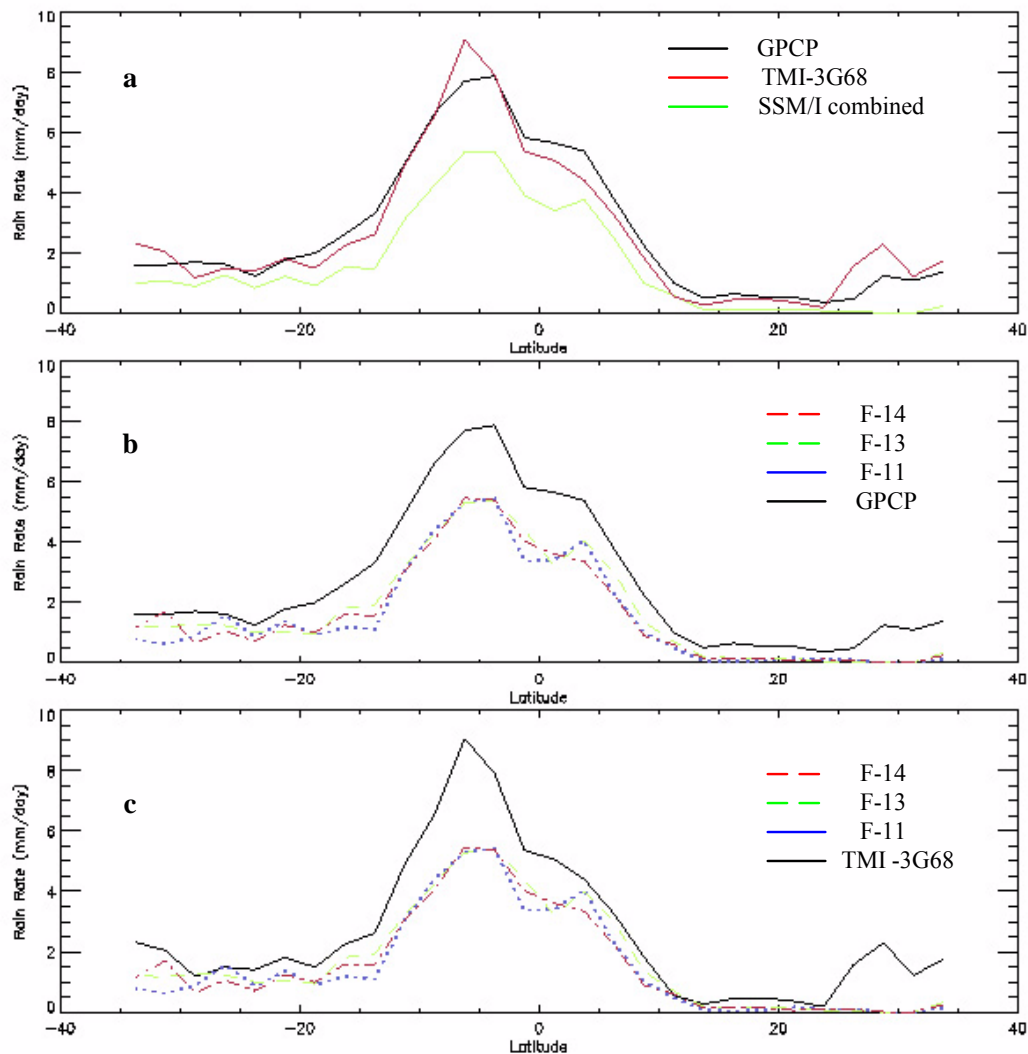 10
8
6
4
2
0
Rain Rate (mm/day)
a
GPCP
TMI-3G68
SSM/I combined
-40
-20
0
20
40
Latitude
10
8
6
4
2
0
Rain Rate (mm/day)
b
F-14
F-13
F-11
GPCP
-40
-20
0
20
40
Latitude
10
8
6
4
2
0
Rain Rate (mm/day)
c
F-14
F-13
F-11
TMI -3G68
-40
-20
0
20
40
Latitude